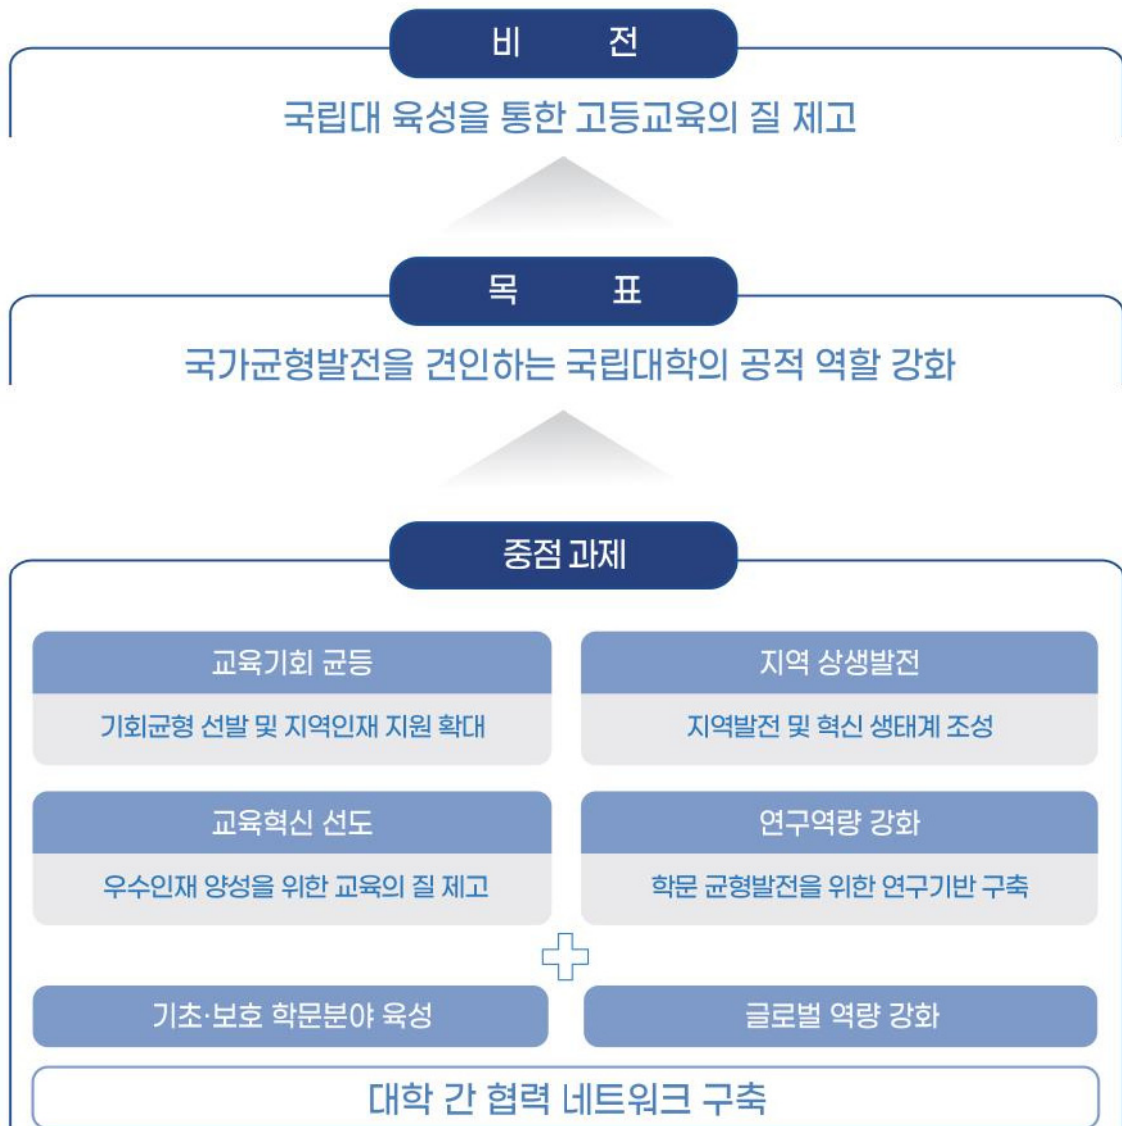 비 전
국립대 육성을 통한 고등교육의 질 제고
목 표
국가균형발전을 견인하는 국립대학의 공적 역할 강화
중점 과제
교육기회 균등
기회균형 선발 및 지역인재 지원 확대
지역 상생발전
지역발전 및 혁신 생태계 조성
교육혁신 선도
우수인재 양성을 위한 교육의 질 제고
연구역량 강화
학문 균형발전을 위한 연구기반 구축
기초·보호 학문분야 육성
글로벌 역량 강화
대학 간 협력 네트워크 구축